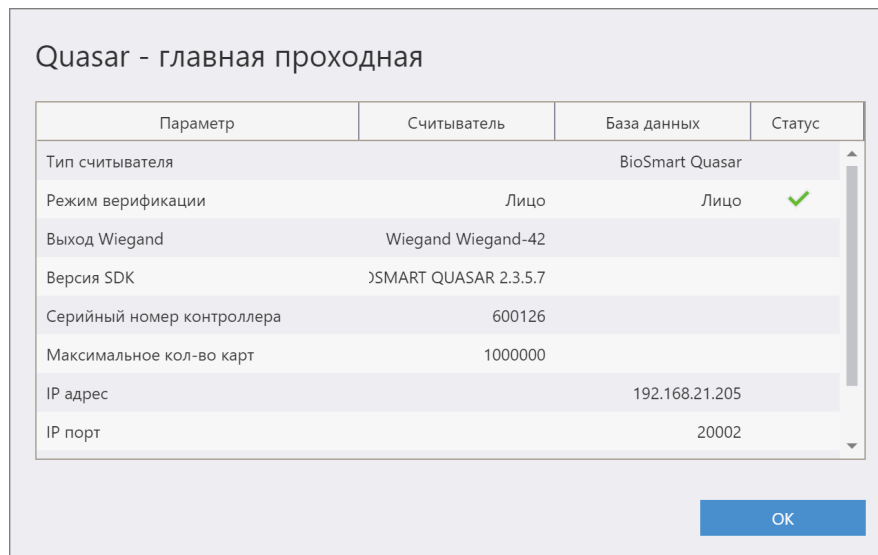 Quasar - главная проходная
Параметр Считыватель База данных Статус
Тип считывателя BioSmart Quasar
Режим верификации Лицо Лицо
Выход Wiegand Wiegand Wiegand-42
Версия SDK OSMART QUASAR 2.3.5.7
Серийный номер контроллера 600126
Максимальное кол-во карт 1000000
IP адрес 192.168.21.205
IP порт 20002
OK